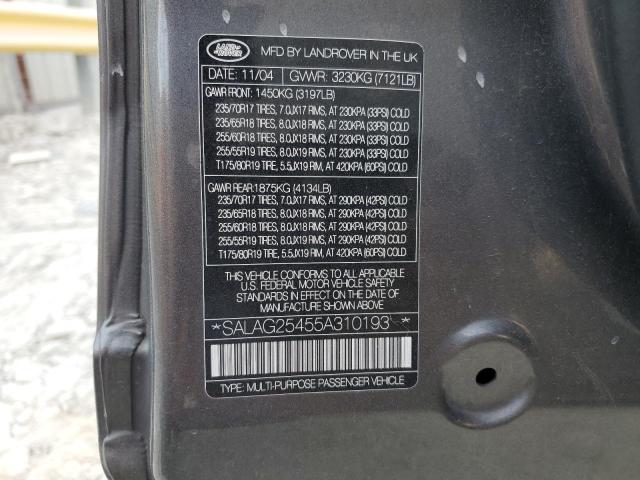 LAND-
ROVER
MFD BY LANDROVER IN THE UK
DATE: 11/04 GVWR: 3230KG (7121LB)
GAWR FRONT: 1450KG (3197LB)
235/70R17 TIRES, 7.0JX17 RIMS, AT 230KPA (33PSI) COLD
235/65R18 TIRES, 8.0JX18 RIMS, AT 230KPA (33PSI) COLD
255/60R18 TIRES, 8.0JX18 RIMS, AT 230KPA (33PSI) COLD
255/55R19 TIRES, 8.0JX19 RIMS, AT 230KPA (33PSI) COLD
T175/80R19 TIRE, 5.5JX19 RIM, AT 420KPA (60PSI) COLD
GAWR REAR: 1875KG (4134LB)
235/70R17 TIRES, 7.0JX17 RIMS, AT 290KPA (42PSI) COLD
235/65R18 TIRES, 8.0JX18 RIMS, AT 290KPA (42PSI) COLD
255/60R18 TIRES, 8.0JX18 RIMS, AT 290KPA (42PSI) COLD
255/55R19 TIRES, 8.0JX19 RIMS, AT 290KPA (42PSI) COLD
T175/80R19 TIRE, 5.5JX19 RIM, AT 420KPA (60PSI) COLD
THIS VEHICLE CONFORMS TO ALL APPLICABLE
U.S. FEDERAL MOTOR VEHICLE SAFETY
STANDARDS IN EFFECT ON THE DATE OF
MANUFACTURE SHOWN ABOVE
*SALAG25455A310193*
TYPE: MULTI-PURPOSE PASSENGER VEHICLE